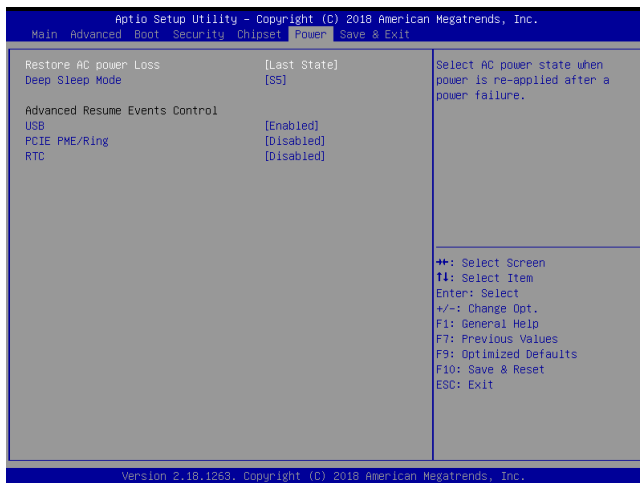 Aptio Setup Utility – Copyright (C) 2018 American Megatrends, Inc.
Main Advanced Boot Security Chipset Power Save & Exit
Restore AC power Loss [Last State]
Deep Sleep Mode [S5]
Advanced Resume Events Control
USB [Enabled]
PCIE PME/Ring [Disabled]
RTC [Disabled]
Select AC power state when
power is re-applied after a
power failure.
→←: Select Screen
↑↓: Select Item
Enter: Select
+/-: Change Opt.
F1: General Help
F7: Previous Values
F9: Optimized Defaults
F10: Save & Reset
ESC: Exit
Version 2.18.1263. Copyright (C) 2018 American Megatrends, Inc.